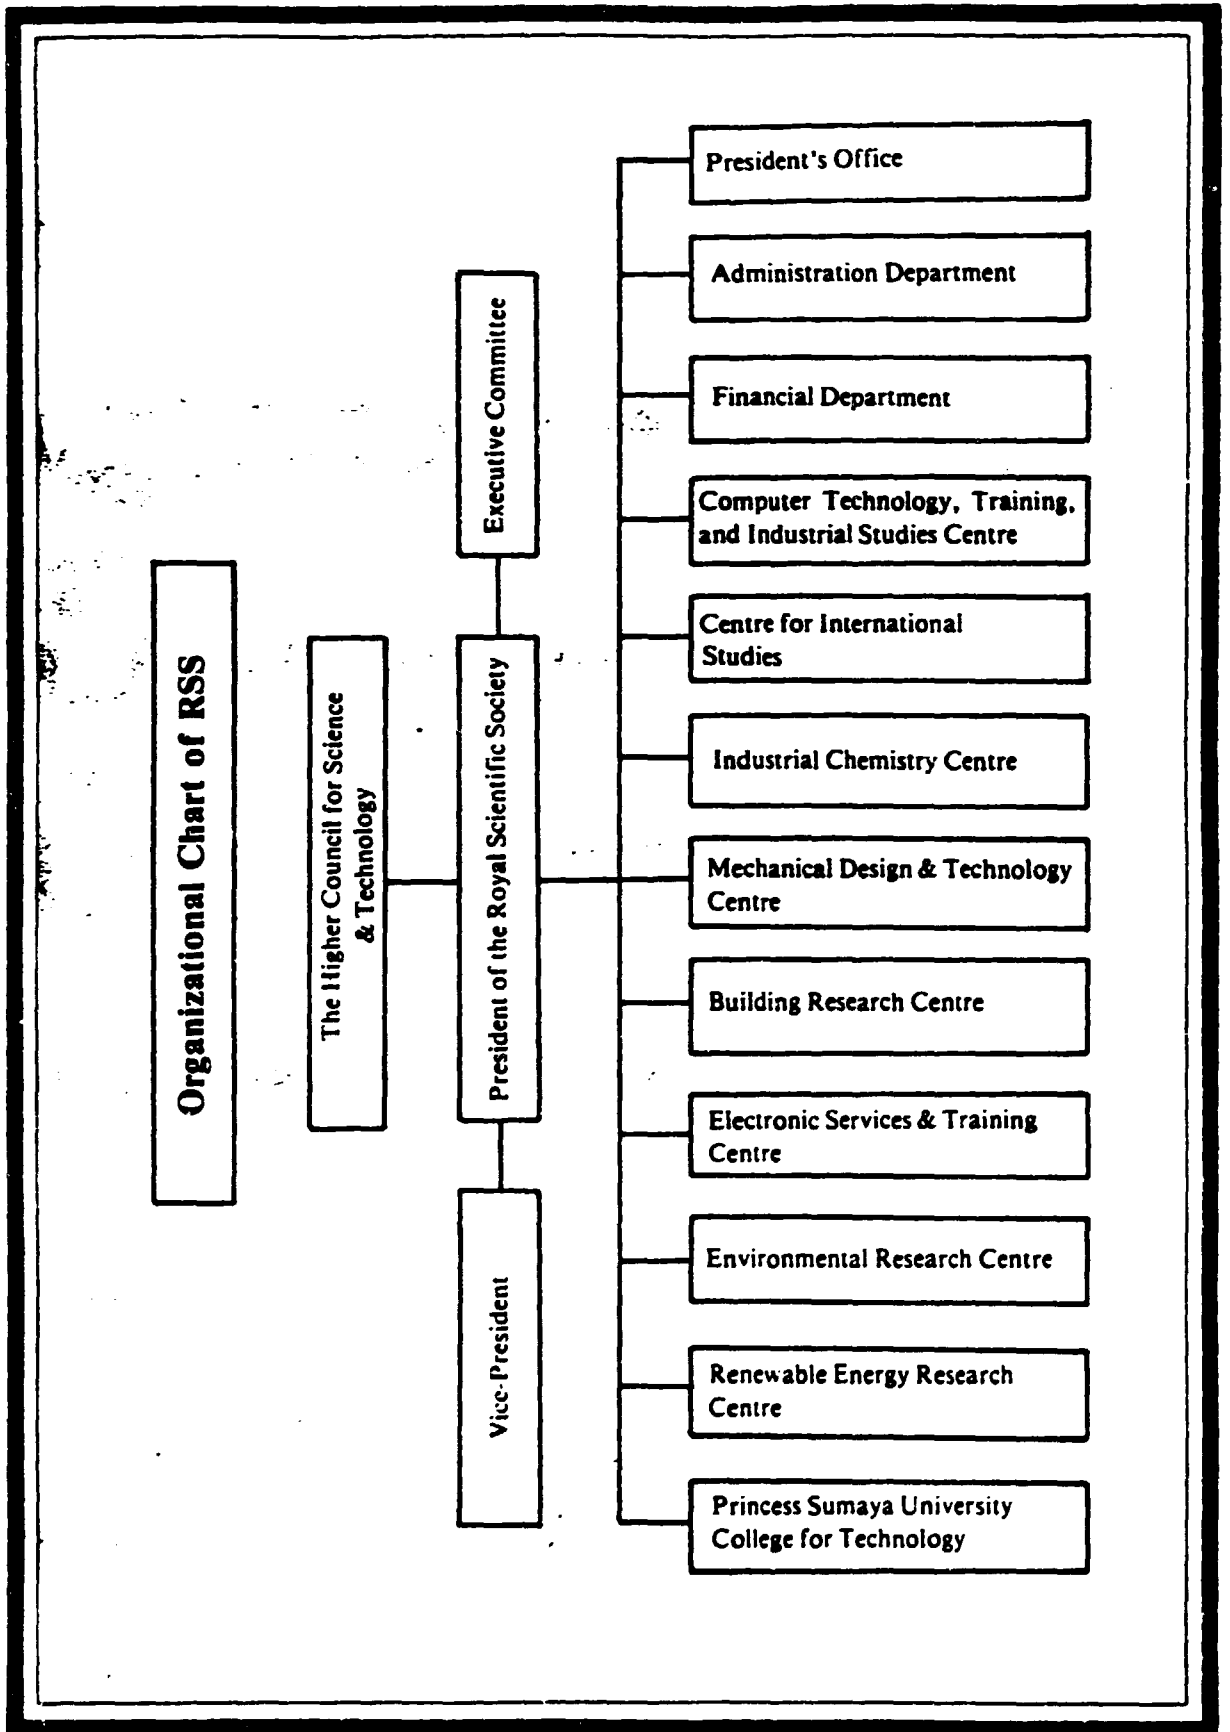 Organizational Chart of RSS
The Higher Council for Science
& Technology
Executive Committee
President of the Royal Scientific Society
Vice-President
President's Office
Administration Department
Financial Department
Computer Technology, Training,
and Industrial Studies Centre
Centre for International
Studies
Industrial Chemistry Centre
Mechanical Design & Technology
Centre
Building Research Centre
Electronic Services & Training
Centre
Environmental Research Centre
Renewable Energy Research
Centre
Princess Sumaya University
College for Technology